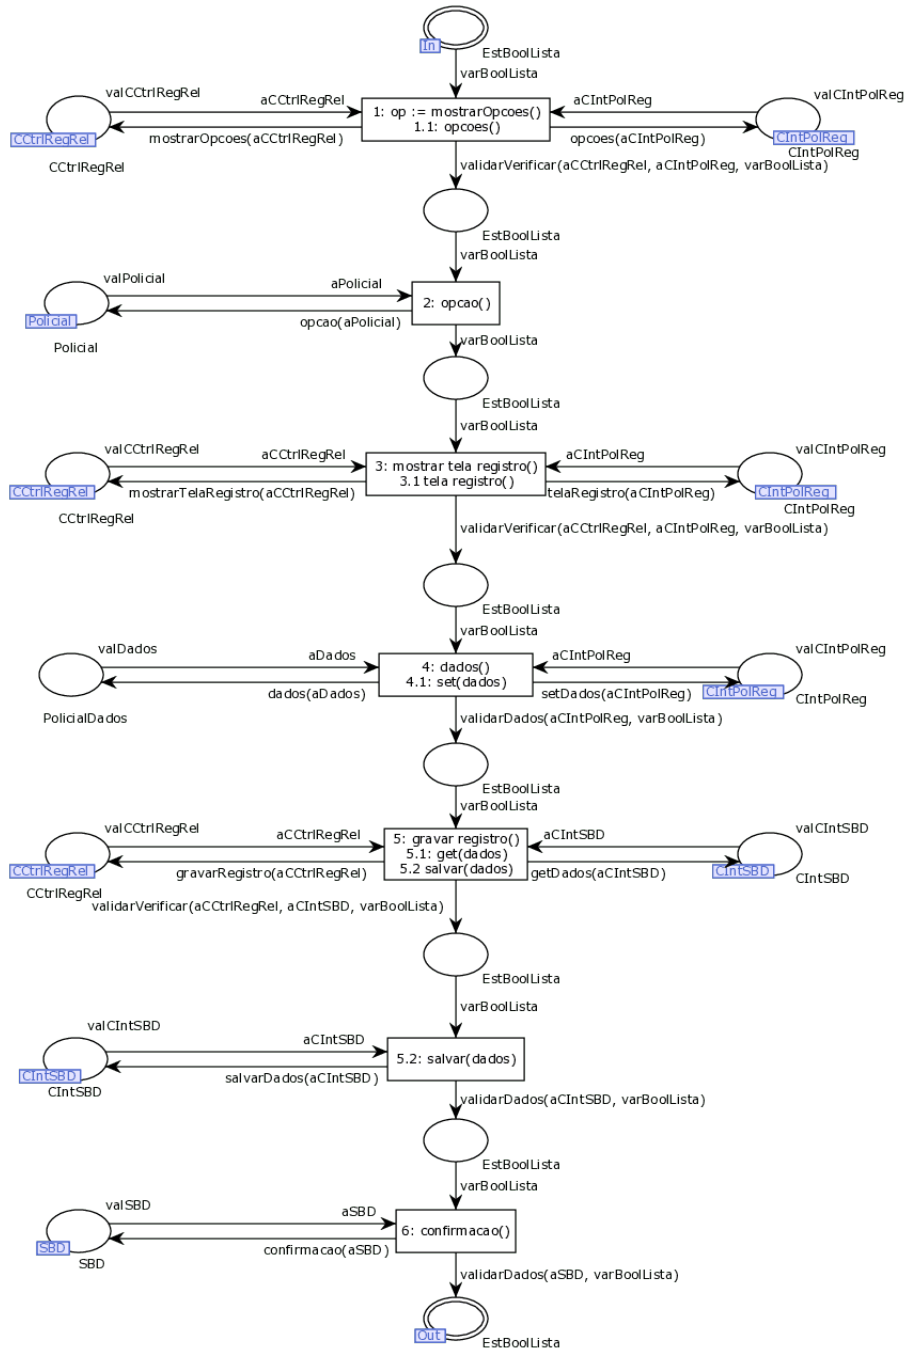 In
EstBoolLista
varBoolLista
valCCtrlRegRel
aCCtrlRegRel
1: op := mostrarOpcoes()
1.1: opcoes()
aCIntPolReg
valCIntPolReg
CCtrlRegRel
mostrarOpcoes(aCCtrlRegRel)
opcoes(aCIntPolReg)
CIntPolReg
CIntPolReg
CCtrlRegRel
validarVerificar(aCCtrlRegRel, aCIntPolReg, varBoolLista)
EstBoolLista
varBoolLista
valPolicial
aPolicial
2: opcao()
Policial
opcao(aPolicial)
Policial
varBoolLista
EstBoolLista
varBoolLista
valCCtrlRegRel
aCCtrlRegRel
3: mostrar tela registro()
3.1 tela registro()
aCIntPolReg
valCIntPolReg
CCtrlRegRel
mostrarTelaRegistro(aCCtrlRegRel)
telaRegistro(aCIntPolReg)
CIntPolReg
CIntPolReg
CCtrlRegRel
validarVerificar(aCCtrlRegRel, aCIntPolReg, varBoolLista)
EstBoolLista
varBoolLista
valDados
aDados
4: dados()
4.1: set(dados)
aCIntPolReg
valCIntPolReg
dados(aDados)
setDados(aCIntPolReg)
CIntPolReg
CIntPolReg
PolicialDados
validarDados(aCIntPolReg, varBoolLista)
EstBoolLista
varBoolLista
valCCtrlRegRel
aCCtrlRegRel
5: gravar registro()
5.1: get(dados)
5.2 salvar(dados)
aCIntSBD
valCIntSBD
CCtrlRegRel
gravarRegistro(aCCtrlRegRel)
getDados(aCIntSBD)
CIntSBD
CIntSBD
CCtrlRegRel
validarVerificar(aCCtrlRegRel, aCIntSBD, varBoolLista)
EstBoolLista
varBoolLista
valCIntSBD
aCIntSBD
5.2: salvar(dados)
CIntSBD
salvarDados(aCIntSBD)
CIntSBD
validarDados(aCIntSBD, varBoolLista)
EstBoolLista
varBoolLista
valSBD
aSBD
6: confirmacao()
SBD
confirmacao(aSBD)
SBD
validarDados(aSBD, varBoolLista)
Out
EstBoolLista